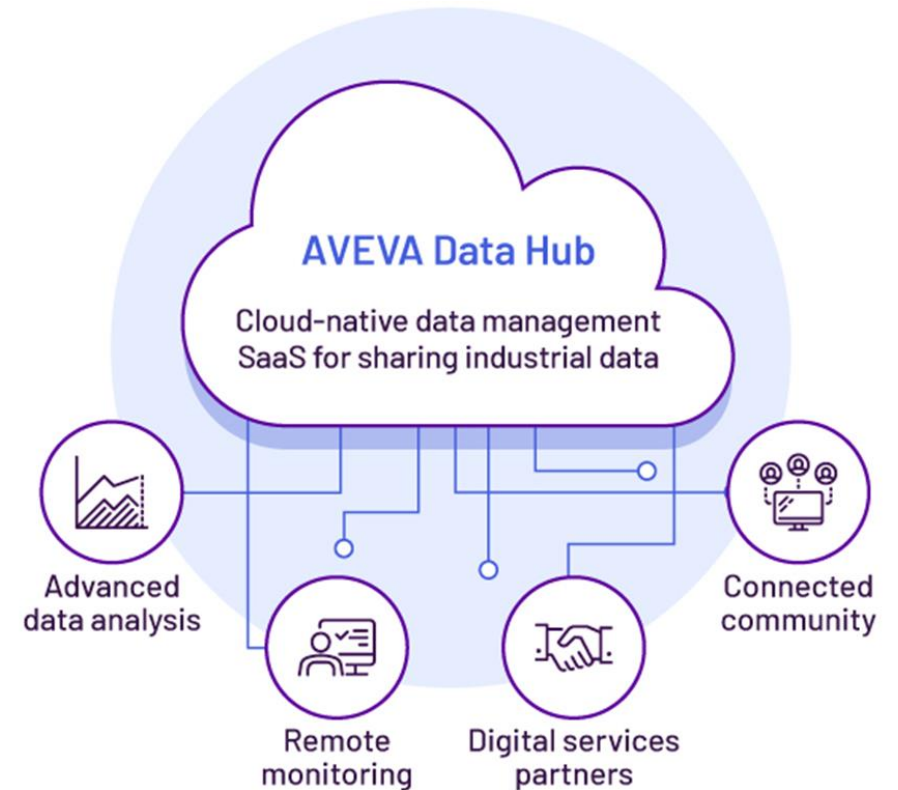 AVEVA Data Hub
Cloud-native data management
SaaS for sharing industrial data
Advanced
data analysis
Connected
community
Remote
monitoring
Digital services
partners